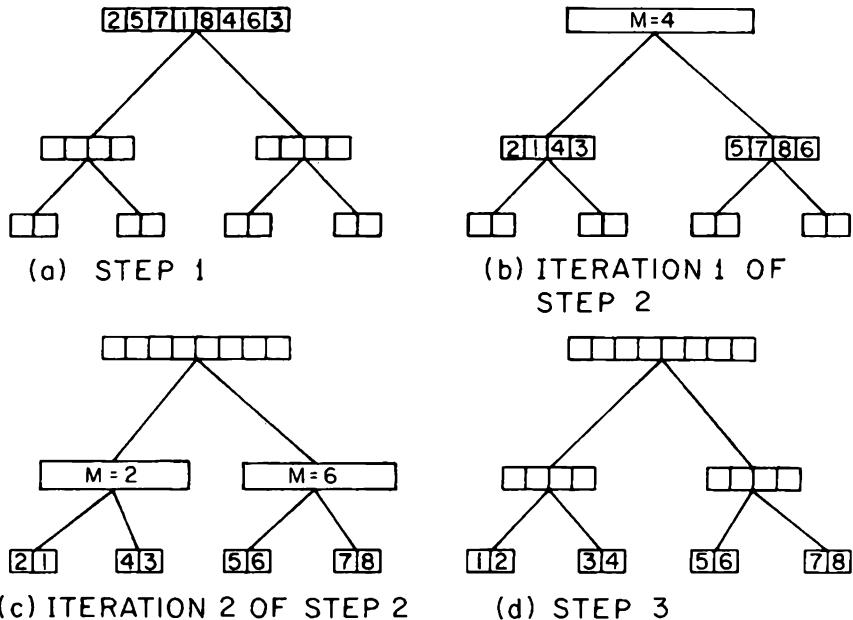 2 5 7 1 8 4 6 3
(a) STEP 1
M=4
2 1 4 3
5 7 8 6
(b) ITERATION 1 OF
STEP 2
M=2
M=6
2 1
4 3
5 6
7 8
(c) ITERATION 2 OF STEP 2
1 2
3 4
5 6
7 8
(d) STEP 3